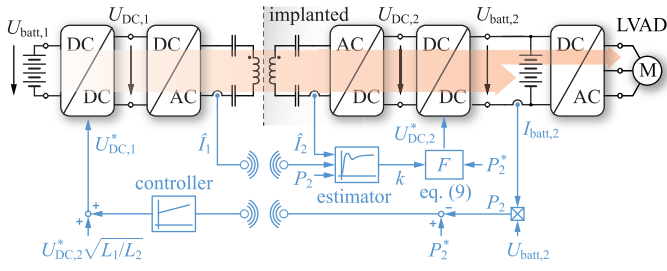 implanted
LVAD
U_batt,1
U_DC,1
U_DC,2
U_batt,2
DC
DC
DC
AC
AC
DC
DC
DC
DC
AC
M
U*_DC,1
Î_1
Î_2
U*_DC,2
I_batt,2
P_2
k
F
P*_2
estimator
eq. (9)
controller
P_2
+
+
+
−
U*_DC,2 √L_1/L_2
P*_2
U_batt,2